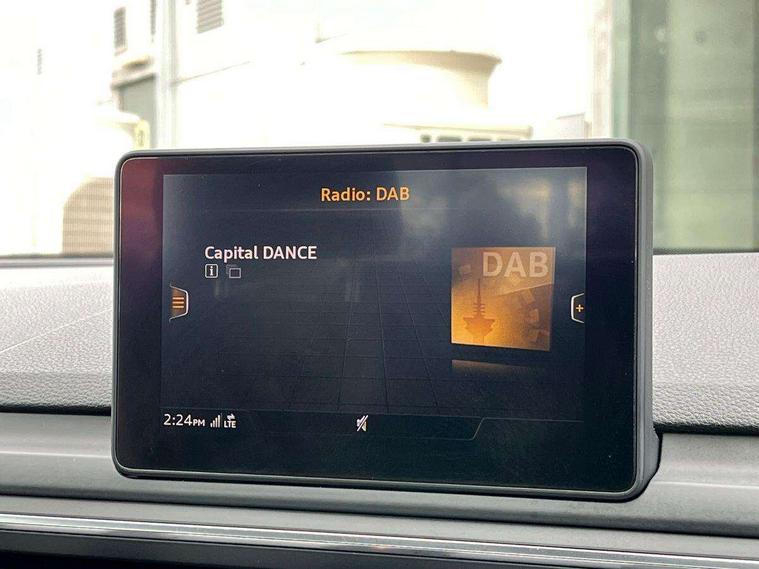 Radio: DAB
Capital DANCE
i
DAB
2:24PM LTE